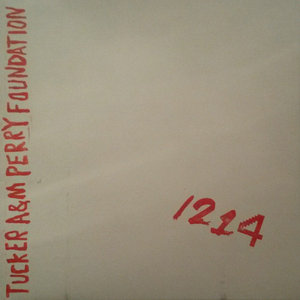 TUCKER A&M PERRY FOUNDATION
1214